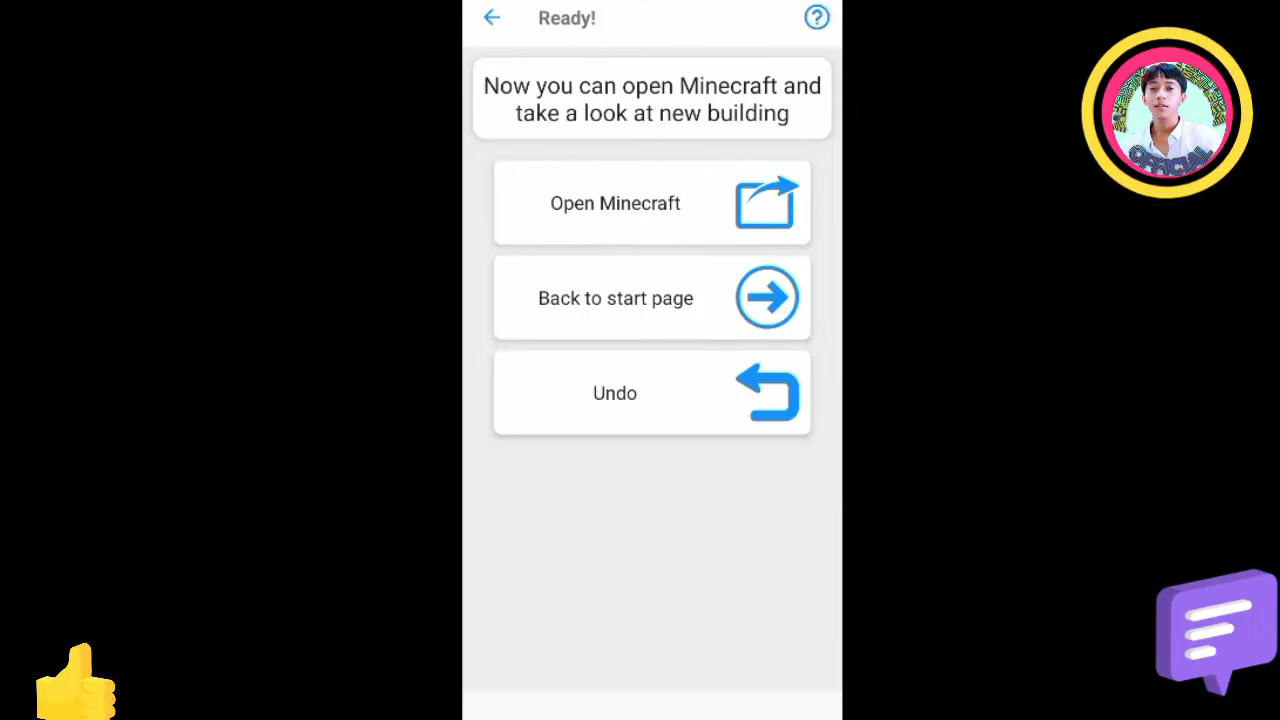 Ready!
Now you can open Minecraft and
take a look at new building
Open Minecraft
Back to start page
Undo
OFFICIAL